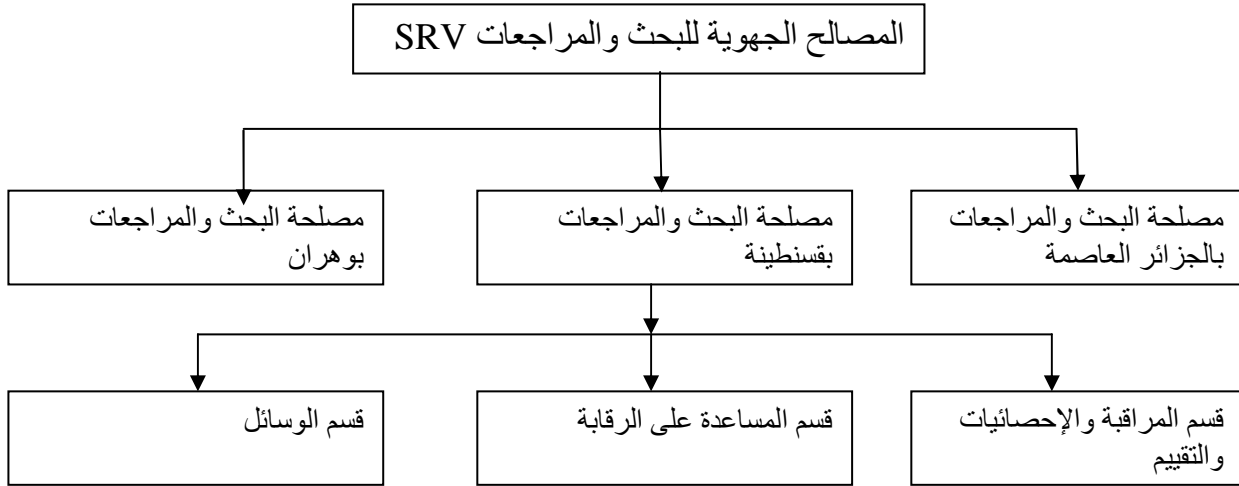 المصالح الجهوية للبحث والمراجعات SRV
مصلحة البحث والمراجعات
بالجزائر العاصمة
مصلحة البحث والمراجعات
بقسنطينة
مصلحة البحث والمراجعات
بوهران
قسم المراقبة والإحصائيات
والتقييم
قسم المساعدة على الرقابة
قسم الوسائل